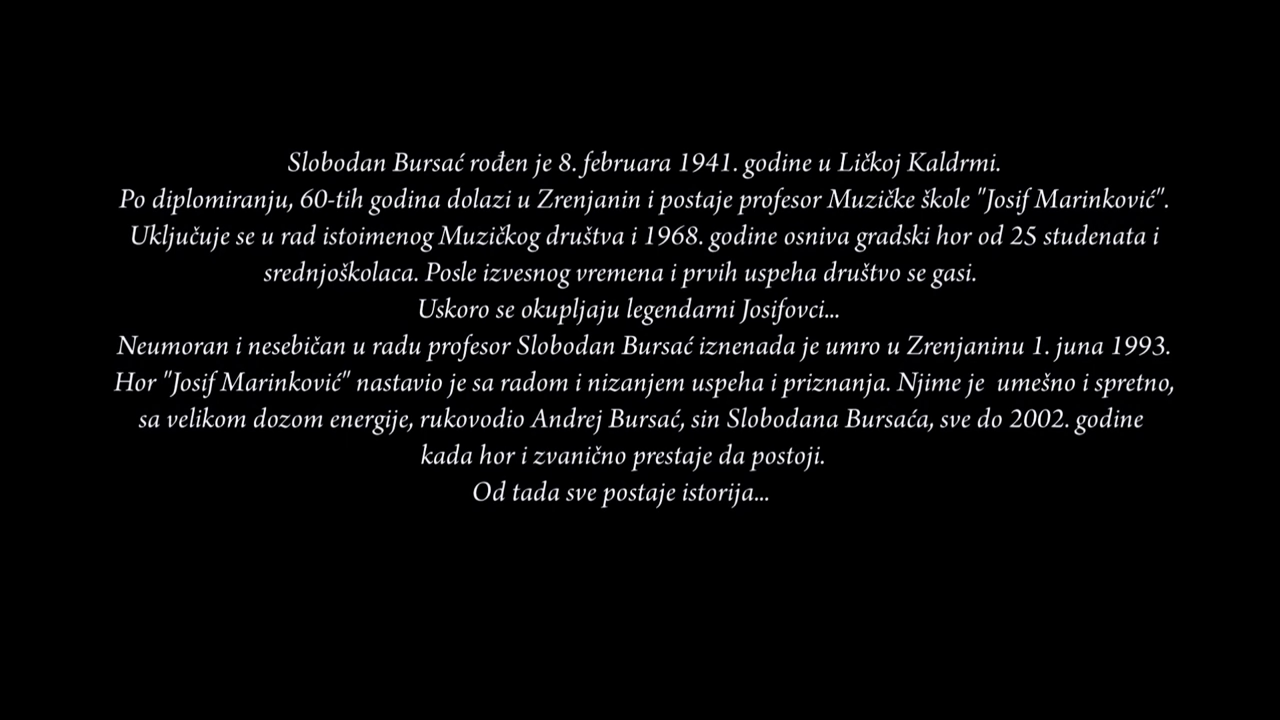 Slobodan Bursać rođen je 8. februara 1941. godine u Ličkoj Kaldrmi.
Po diplomiranju, 60-tih godina dolazi u Zrenjanin i postaje profesor Muzičke škole "Josif Marinković".
Uključuje se u rad istoimenog Muzičkog društva i 1968. godine osniva gradski hor od 25 studenata i
srednjoškolaca. Posle izvesnog vremena i prvih uspeha društvo se gasi.
Uskoro se okupljaju legendarni Josifovci...
Neumoran i nesebičan u radu profesor Slobodan Bursać iznenada je umro u Zrenjaninu 1. juna 1993.
Hor "Josif Marinković" nastavio je sa radom i nizanjem uspeha i priznanja. Njime je  umešno i spretno,
sa velikom dozom energije, rukovodio Andrej Bursać, sin Slobodana Bursaća, sve do 2002. godine
kada hor i zvanično prestaje da postoji.
Od tada sve postaje istorija...